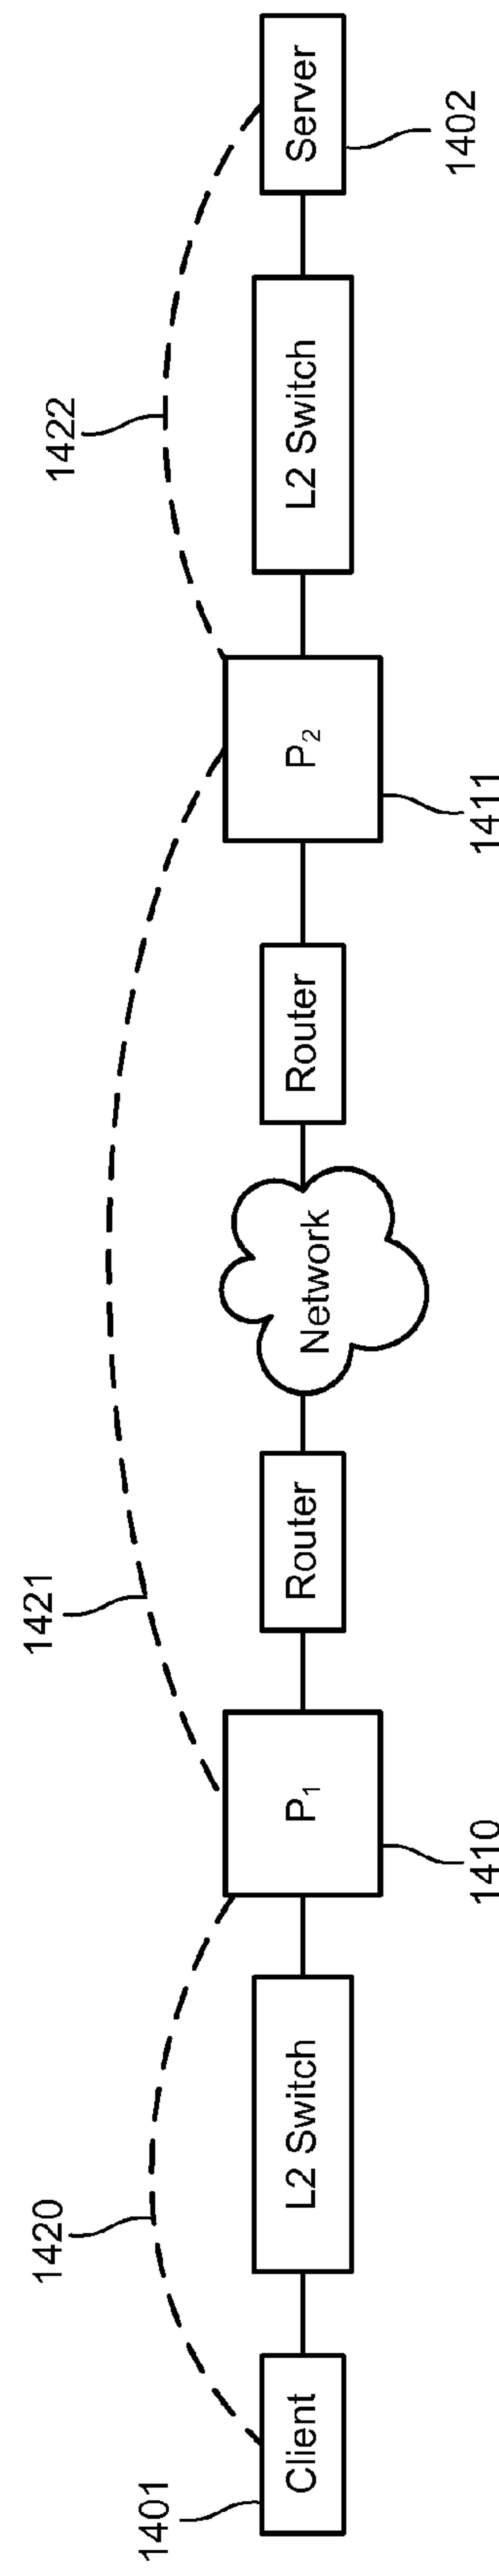 1420
1421
1422
Client
L2 Switch
P1
Router
Network
Router
P2
L2 Switch
Server
1401
1410
1411
1402